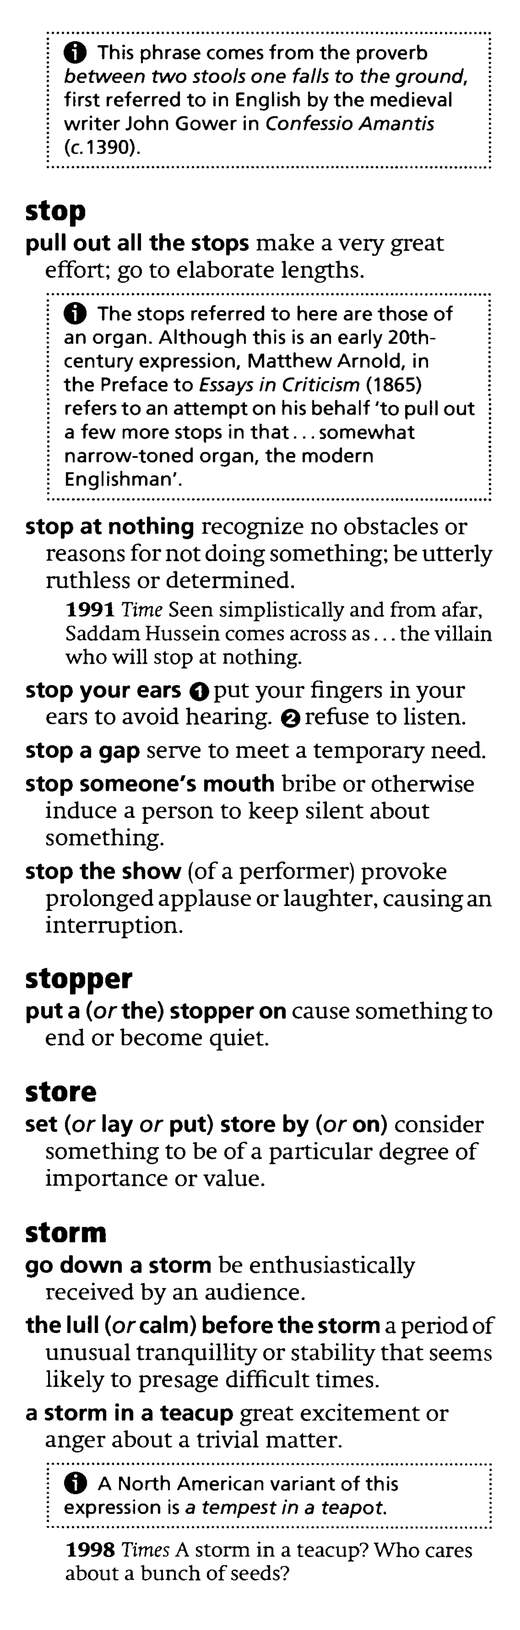 ℹ This phrase comes from the proverb
between two stools one falls to the ground,
first referred to in English by the medieval
writer John Gower in Confessio Amantis
(c.1390).
stop
pull out all the stops make a very great
effort; go to elaborate lengths.
ℹ The stops referred to here are those of
an organ. Although this is an early 20th-
century expression, Matthew Arnold, in
the Preface to Essays in Criticism (1865)
refers to an attempt on his behalf 'to pull out
a few more stops in that...somewhat
narrow-toned organ, the modern
Englishman'.
stop at nothing recognize no obstacles or
reasons for not doing something; be utterly
ruthless or determined.
1991 Time Seen simplistically and from afar,
Saddam Hussein comes across as...the villain
who will stop at nothing.
stop your ears ❶ put your fingers in your
ears to avoid hearing. ❷ refuse to listen.
stop a gap serve to meet a temporary need.
stop someone's mouth bribe or otherwise
induce a person to keep silent about
something.
stop the show (of a performer) provoke
prolonged applause or laughter, causing an
interruption.
stopper
put a (or the) stopper on cause something to
end or become quiet.
store
set (or lay or put) store by (or on) consider
something to be of a particular degree of
importance or value.
storm
go down a storm be enthusiastically
received by an audience.
the lull (or calm) before the storm a period of
unusual tranquillity or stability that seems
likely to presage difficult times.
a storm in a teacup great excitement or
anger about a trivial matter.
ℹ A North American variant of this
expression is a tempest in a teapot.
1998 Times A storm in a teacup? Who cares
about a bunch of seeds?